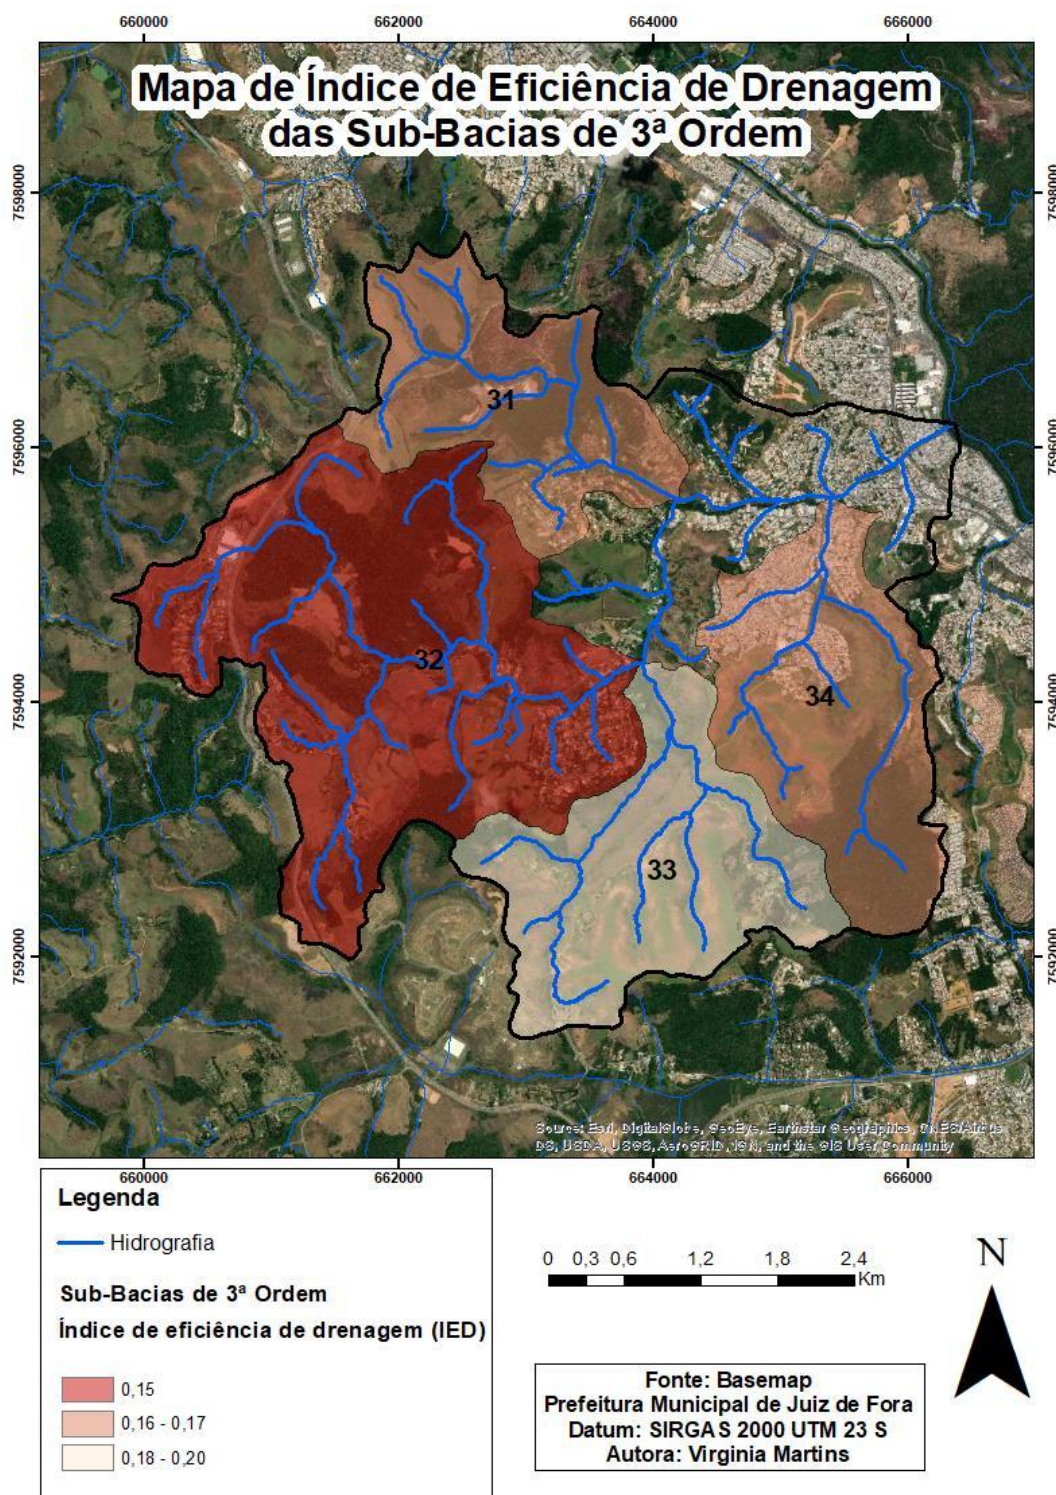 660000 662000 664000 666000
Mapa de Índice de Eficiência de Drenagem
das Sub-Bacias de 3ª Ordem
7598000 7598000
31
7596000 7596000
32
34
7594000 7594000
33
7592000 7592000
Source: Esri, DigitalGlobe, GeoEye, Earthstar Geographics, CNES/Airbus
DS, USDA, USGS, AeroGRID, IGN, and the GIS User Community
660000 662000 664000 666000
Legenda
Hidrografia
Sub-Bacias de 3ª Ordem
Índice de eficiência de drenagem (IED)
0,15
0,16 - 0,17
0,18 - 0,20
0 0,3 0,6 1,2 1,8 2,4
Km
N
Fonte: Basemap
Prefeitura Municipal de Juiz de Fora
Datum: SIRGAS 2000 UTM 23 S
Autora: Virginia Martins